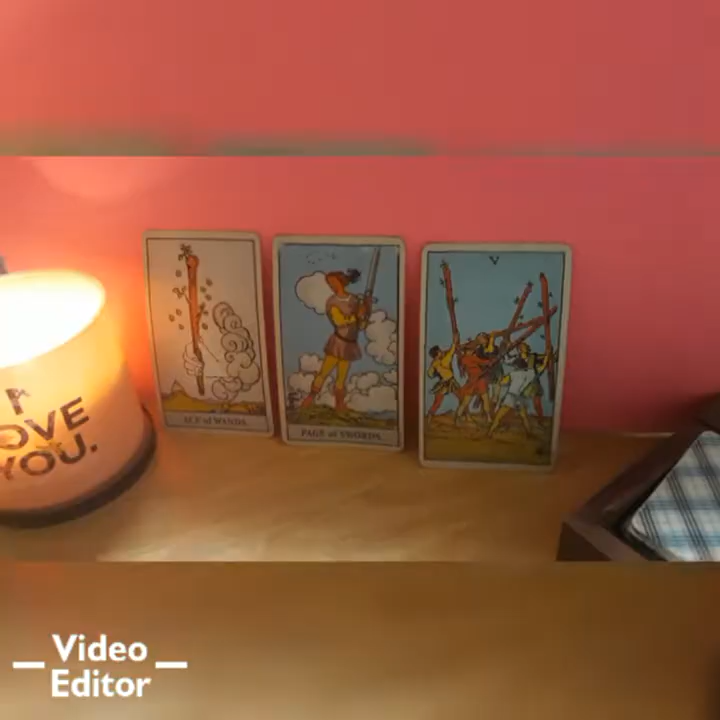 I
OVE
YOU.
ACE of WANDS.
PAGE of SWORDS.
V
Video
Editor